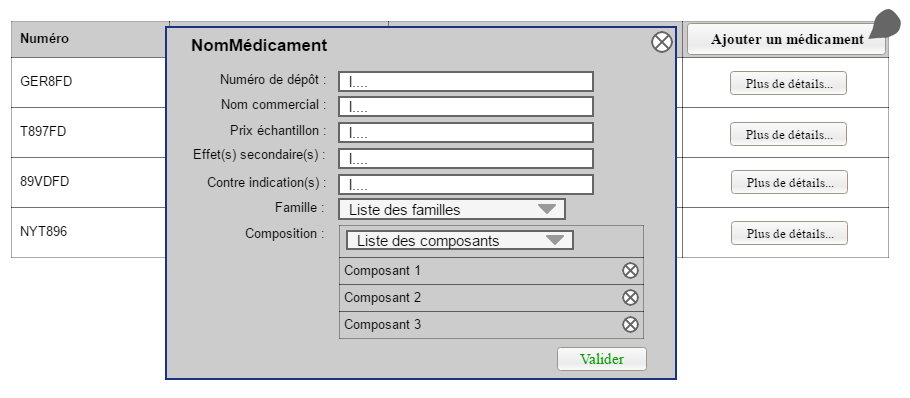 Numéro
Ajouter un médicament
GER8FD
Plus de détails...
T897FD
Plus de détails...
89VDFD
Plus de détails...
NYT896
Plus de détails...
NomMédicament
Numéro de dépôt : I....
Nom commercial : I....
Prix échantillon : I....
Effet(s) secondaire(s) : I....
Contre indication(s) : I....
Famille : Liste des familles
Composition : Liste des composants
Composant 1
Composant 2
Composant 3
Valider